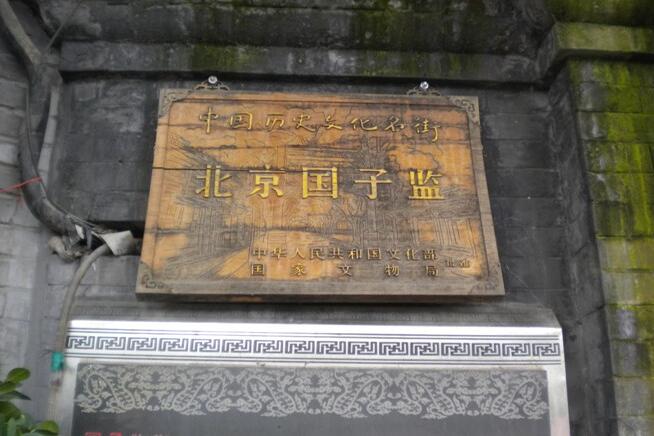 中国历史文化名街
北京国子监
中华人民共和国文化部
国家文物局